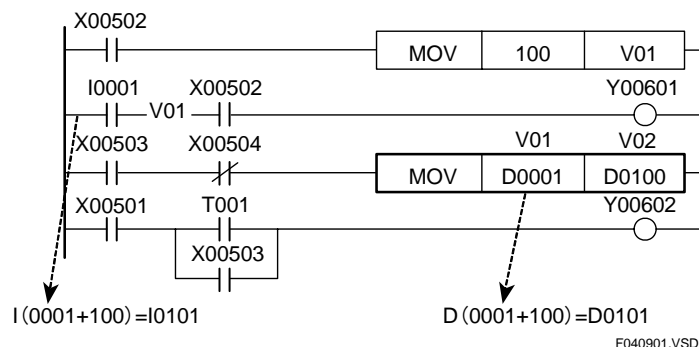 X00502
MOV 100 V01
I0001 V01 X00502 Y00601
X00503 X00504 V01 V02
MOV D0001 D0100
X00501 T001 Y00602
X00503
I(0001+100)=I0101 D(0001+100)=D0101
F040901.VSD